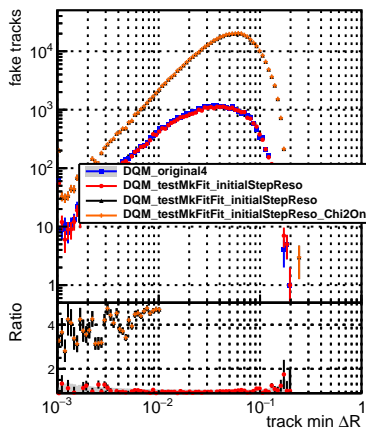 fake tracks
10⁴
10³
10²
DQM_original4
DQM_testMkFit_initialStepReso
DQM_testMkFitFit_initialStepReso
DQM_testMkFitFit_initialStepReso_Chi2On
10
1
Ratio
4
2
10⁻³
10⁻²
10⁻¹
1
track min ΔR